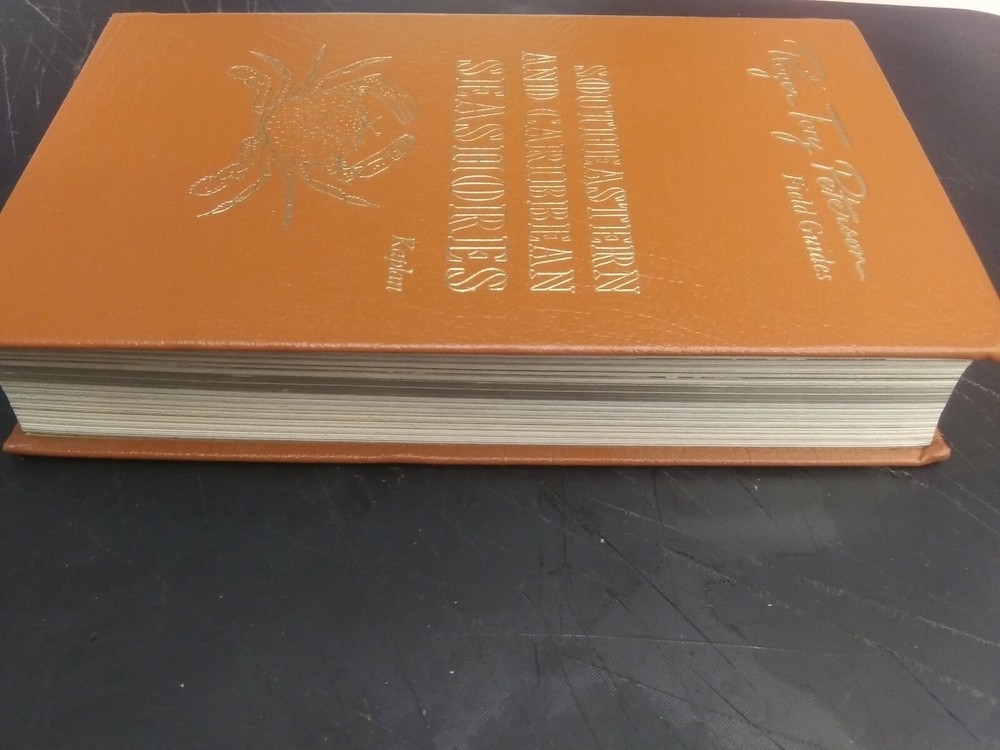 Roger Tory Peterson
Field Guides
SOUTHEASTERN
AND CARIBBEAN
SEASHORES
Kaplan